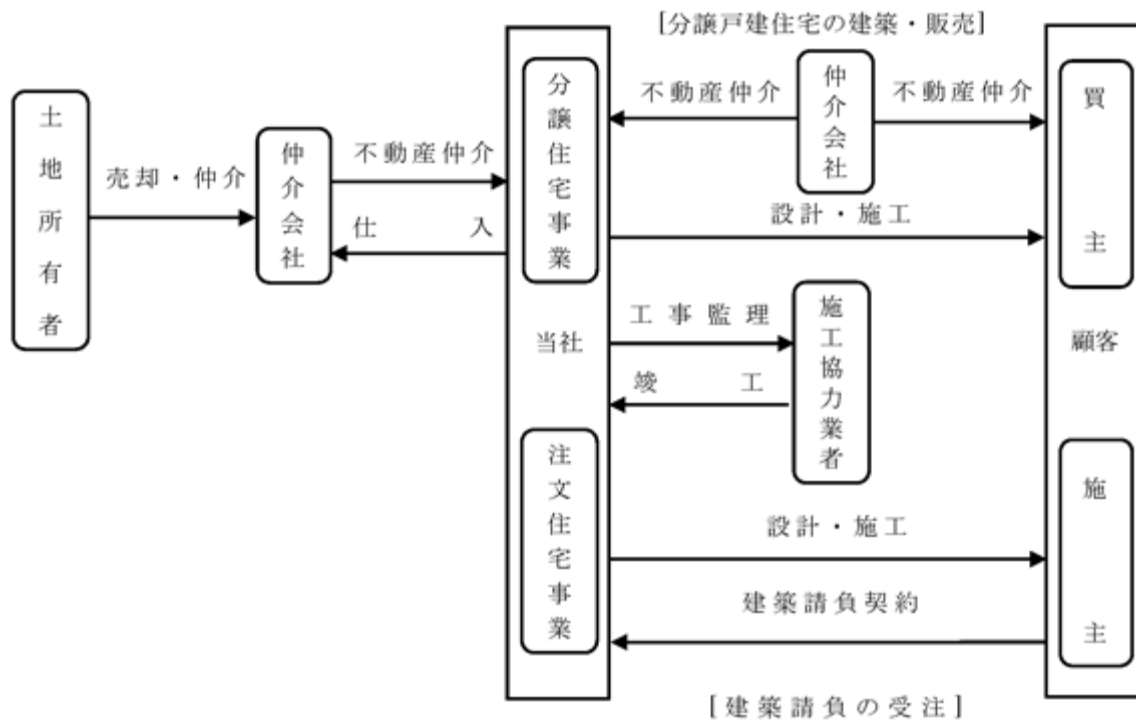 [分譲戸建住宅の建築・販売]
土地所有者
売却・仲介
仲介会社
不動産仲介
仕入
分譲住宅事業
不動産仲介
仲介会社
不動産仲介
買主
設計・施工
当社
工事監理
竣工
施工協力業者
顧客
注文住宅事業
設計・施工
建築請負契約
施主
[建築請負の受注]